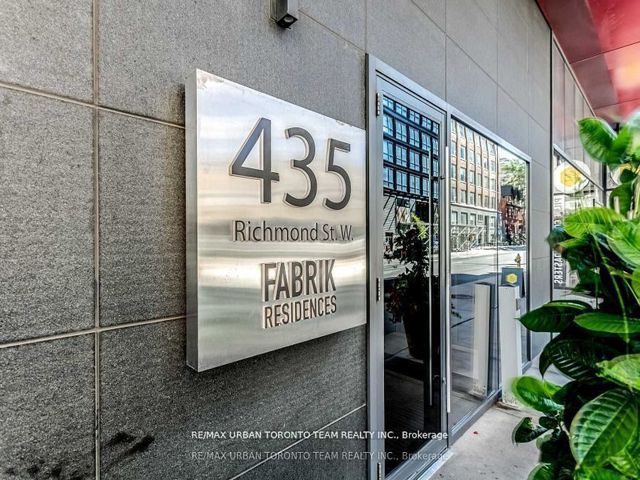 435
Richmond St. W.
FABRIK
RESIDENCES
RE/MAX URBAN TORONTO TEAM REALTY INC., Brokerage
RE/MAX URBAN TORONTO TEAM REALTY INC., Brokerage